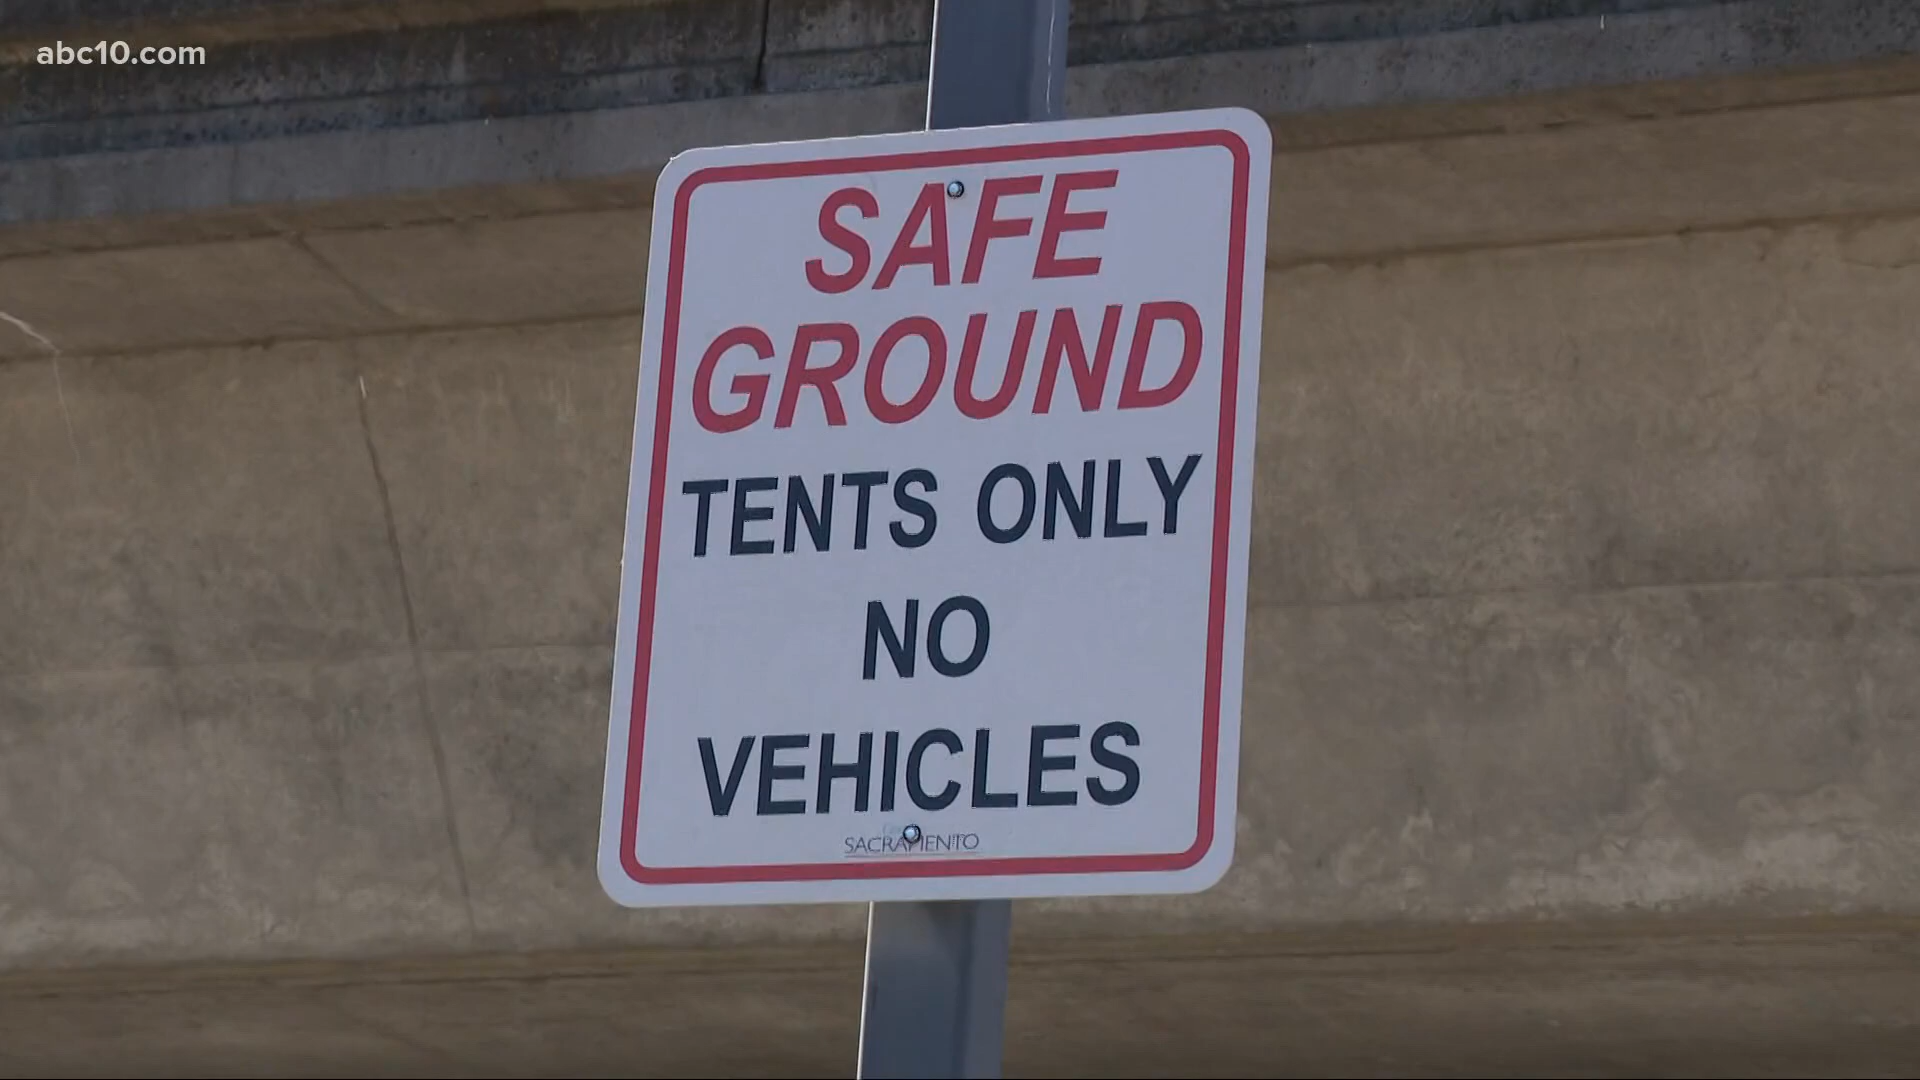 abc10.com
SAFE
GROUND
TENTS ONLY
NO
VEHICLES
SACRAMENTO